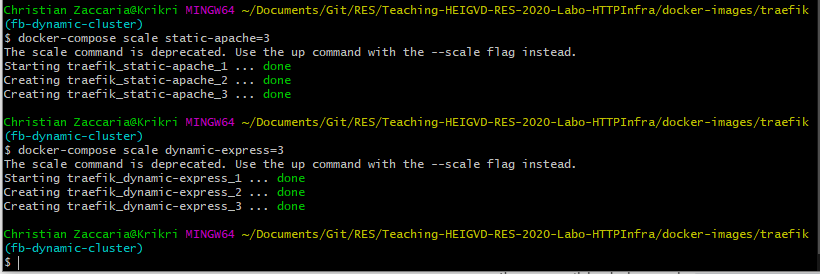 Christian Zaccaria@Krikri MINGW64 ~/Documents/Git/RES/Teaching-HEIGVD-RES-2020-Labo-HTTPInfra/docker-images/traefik
(fb-dynamic-cluster)
$ docker-compose scale static-apache=3
The scale command is deprecated. Use the up command with the --scale flag instead.
Starting traefik_static-apache_1 ... done
Creating traefik_static-apache_2 ... done
Creating traefik_static-apache_3 ... done
Christian Zaccaria@Krikri MINGW64 ~/Documents/Git/RES/Teaching-HEIGVD-RES-2020-Labo-HTTPInfra/docker-images/traefik
(fb-dynamic-cluster)
$ docker-compose scale dynamic-express=3
The scale command is deprecated. Use the up command with the --scale flag instead.
Starting traefik_dynamic-express_1 ... done
Creating traefik_dynamic-express_2 ... done
Creating traefik_dynamic-express_3 ... done
Christian Zaccaria@Krikri MINGW64 ~/Documents/Git/RES/Teaching-HEIGVD-RES-2020-Labo-HTTPInfra/docker-images/traefik
(fb-dynamic-cluster)
$